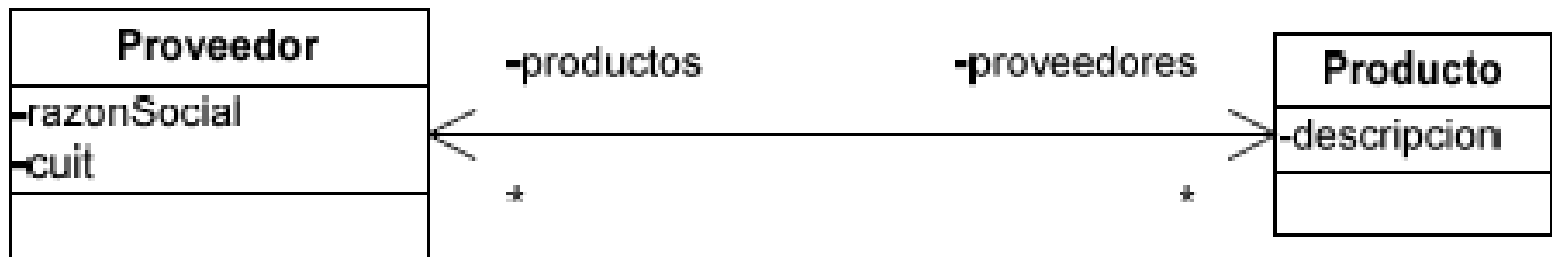 Proveedor
-razonSocial
-cuit
-productos
*
-proveedores
*
Producto
-descripcion